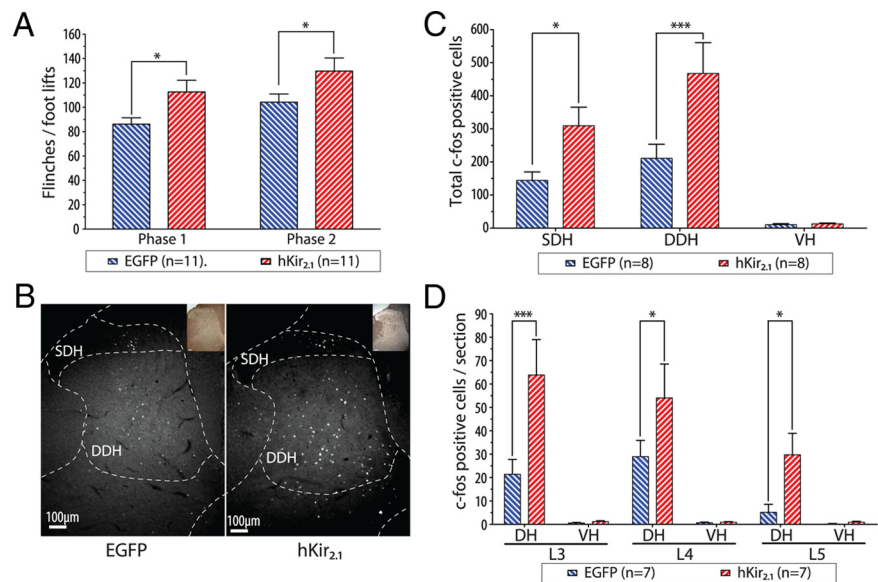 A
Flinches / foot lifts
160
140
120
100
80
60
40
20
0
*
*
Phase 1
Phase 2
EGFP (n=11).
hKir2.1 (n=11)
B
SDH
DDH
100μm
EGFP
SDH
DDH
100μm
hKir2.1
C
Total c-fos positive cells
600
500
400
300
200
100
0
*
***
SDH
DDH
VH
EGFP (n=8)
hKir2.1 (n=8)
D
c-fos positive cells / section
90
80
70
60
50
40
30
20
10
0
***
*
*
DH
VH
DH
VH
DH
VH
L3
L4
L5
EGFP (n=7)
hKir2.1 (n=7)